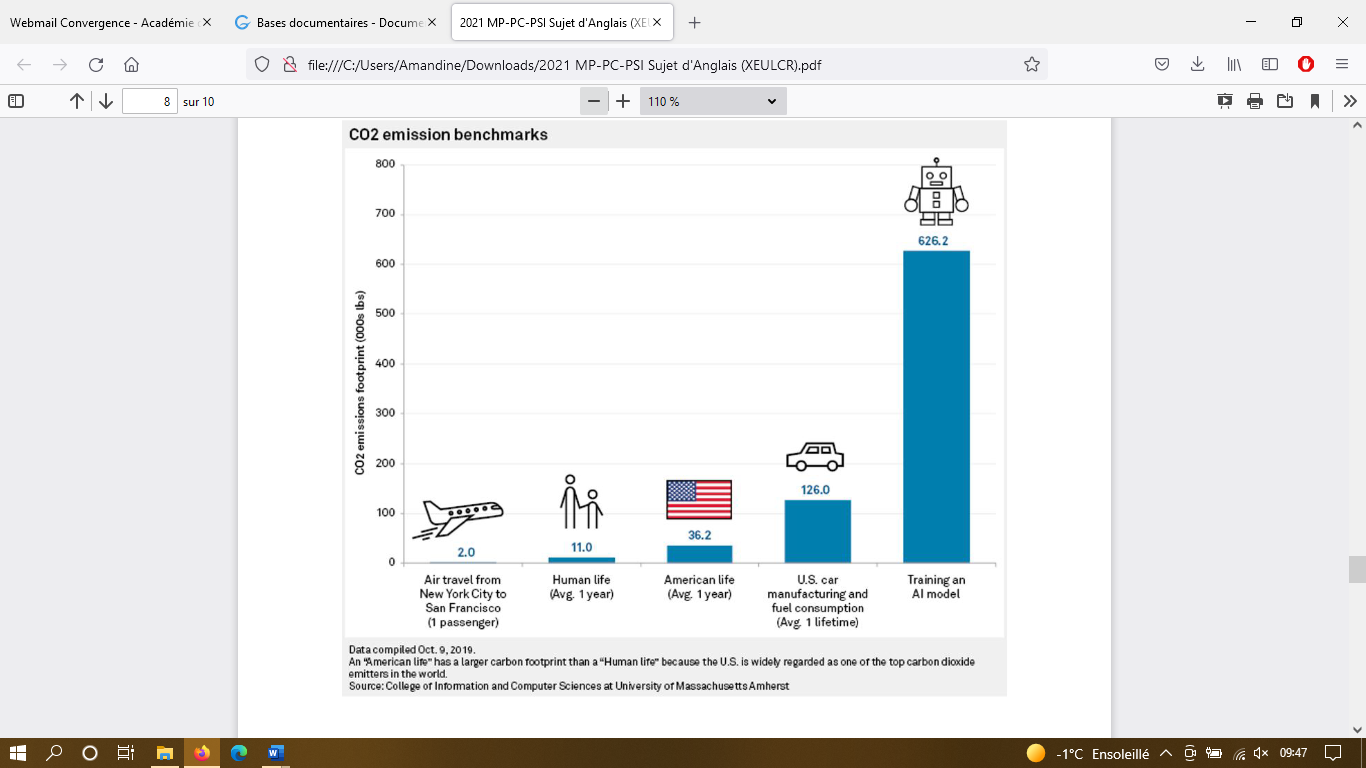 Webmail Convergence - Académie
Bases documentaires - Docume
2021 MP-PC-PSI Sujet d'Anglais (XEU
file:///C:/Users/Amandine/Downloads/2021 MP-PC-PSI Sujet d'Anglais (XEULCR).pdf
8 sur 10
110 %
CO2 emission benchmarks
800
700
600
500
400
300
200
100
0
CO2 emissions footprint (000s lbs)
2.0
11.0
36.2
126.0
626.2
Air travel from
New York City to
San Francisco
(1 passenger)
Human life
(Avg. 1 year)
American life
(Avg. 1 year)
U.S. car
manufacturing and
fuel consumption
(Avg. 1 lifetime)
Training an
AI model
Data compiled Oct. 9, 2019.
An "American life" has a larger carbon footprint than a "Human life" because the U.S. is widely regarded as one of the top carbon dioxide
emitters in the world.
Source: College of Information and Computer Sciences at University of Massachusetts Amherst
-1°C Ensoleillé
09:47